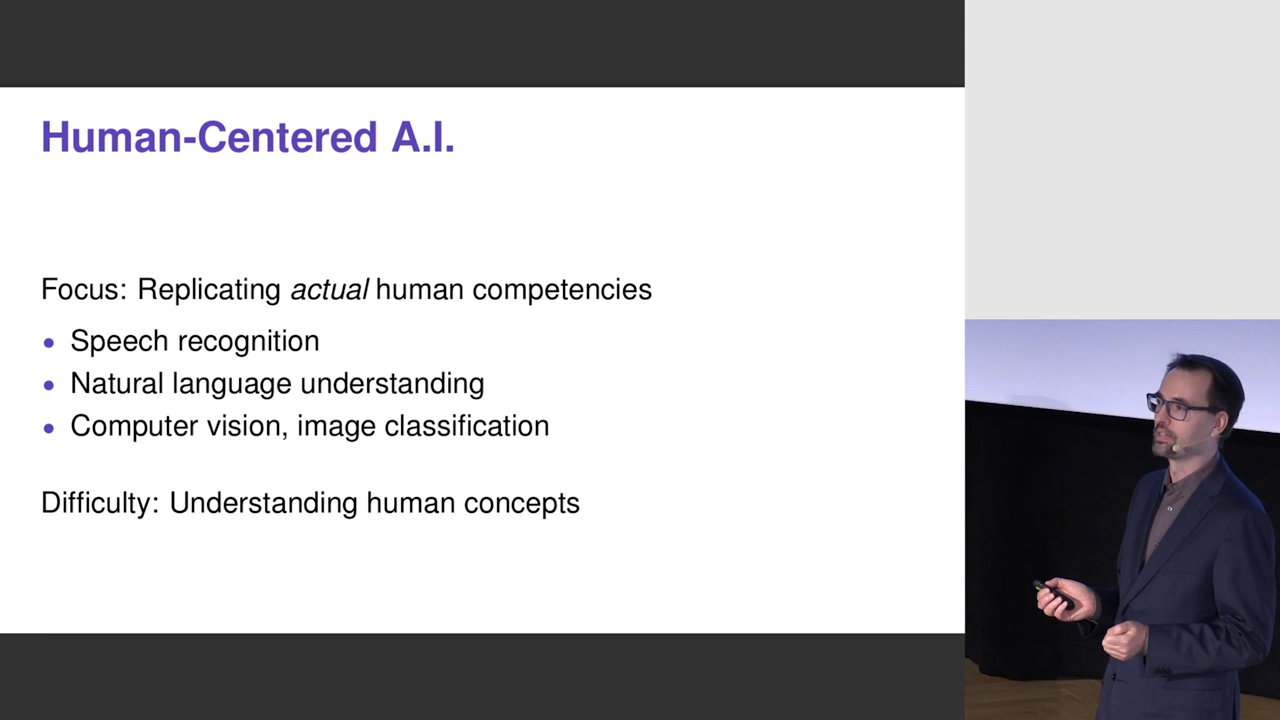 Human-Centered A.I.
Focus: Replicating actual human competencies
• Speech recognition
• Natural language understanding
• Computer vision, image classification
Difficulty: Understanding human concepts